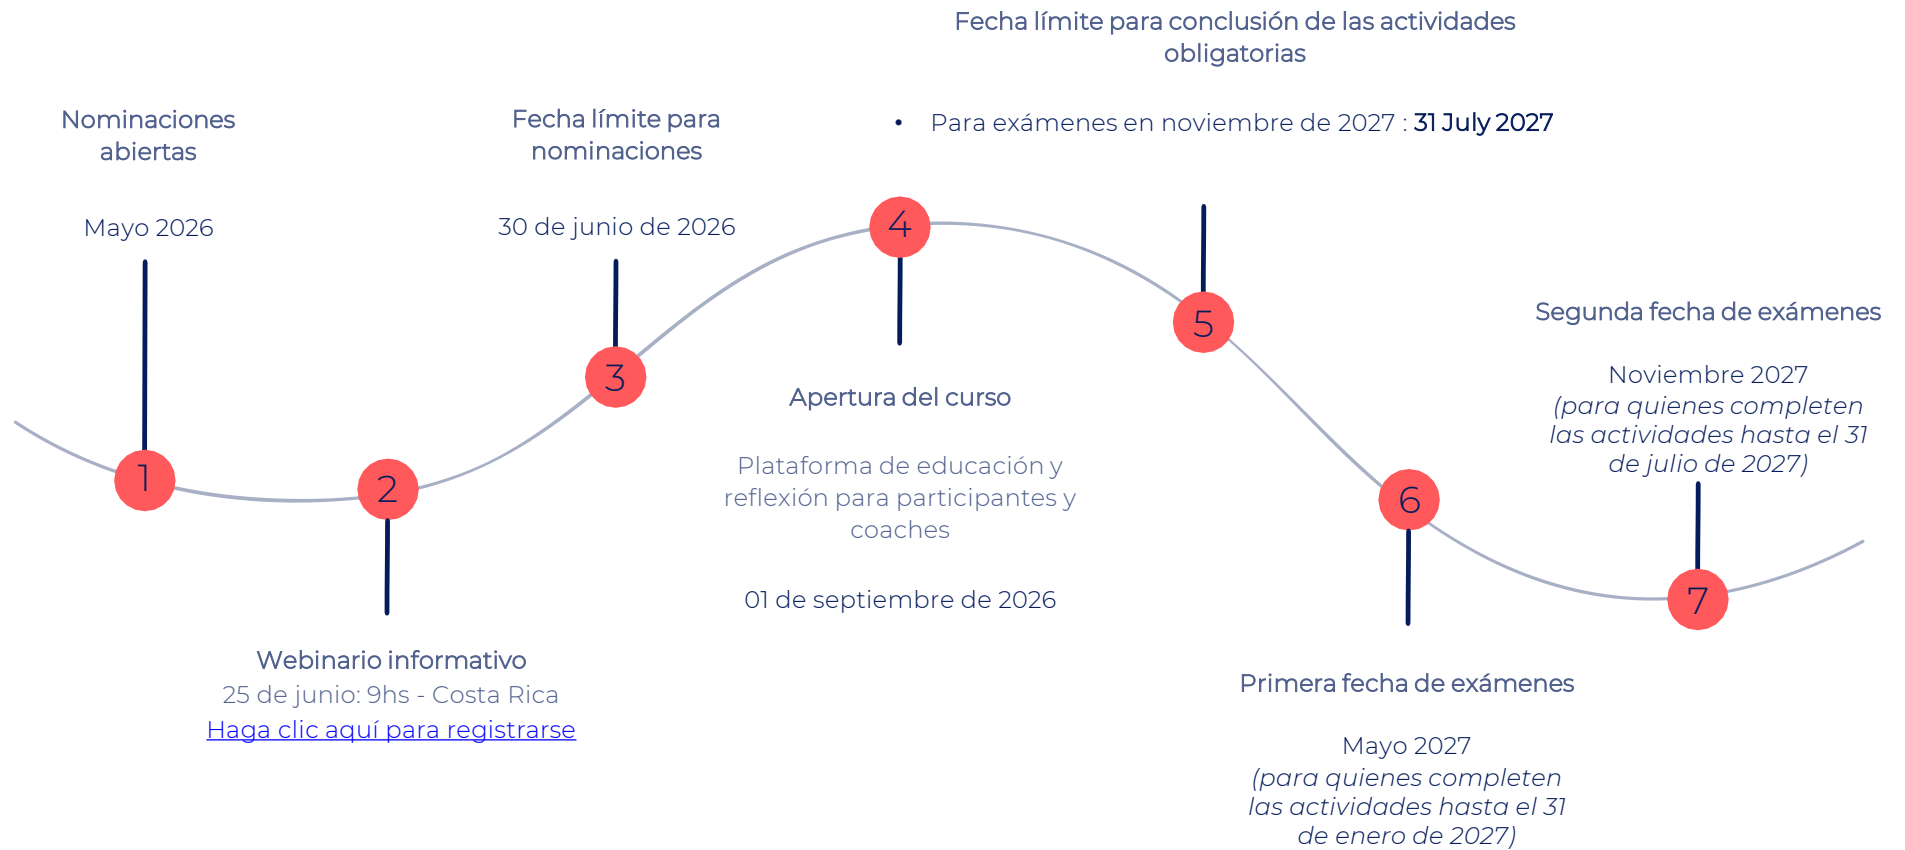 Nominaciones
abiertas
Mayo 2026
1
2
Webinario informativo
25 de junio: 9hs - Costa Rica
Haga clic aquí para registrarse
Fecha límite para
nominaciones
30 de junio de 2026
3
4
Apertura del curso
Plataforma de educación y
reflexión para participantes y
coaches
01 de septiembre de 2026
Fecha límite para conclusión de las actividades
obligatorias
• Para exámenes en noviembre de 2027 : 31 July 2027
5
6
Primera fecha de exámenes
Mayo 2027
(para quienes completen
las actividades hasta el 31
de enero de 2027)
Segunda fecha de exámenes
Noviembre 2027
(para quienes completen
las actividades hasta el 31
de julio de 2027)
7